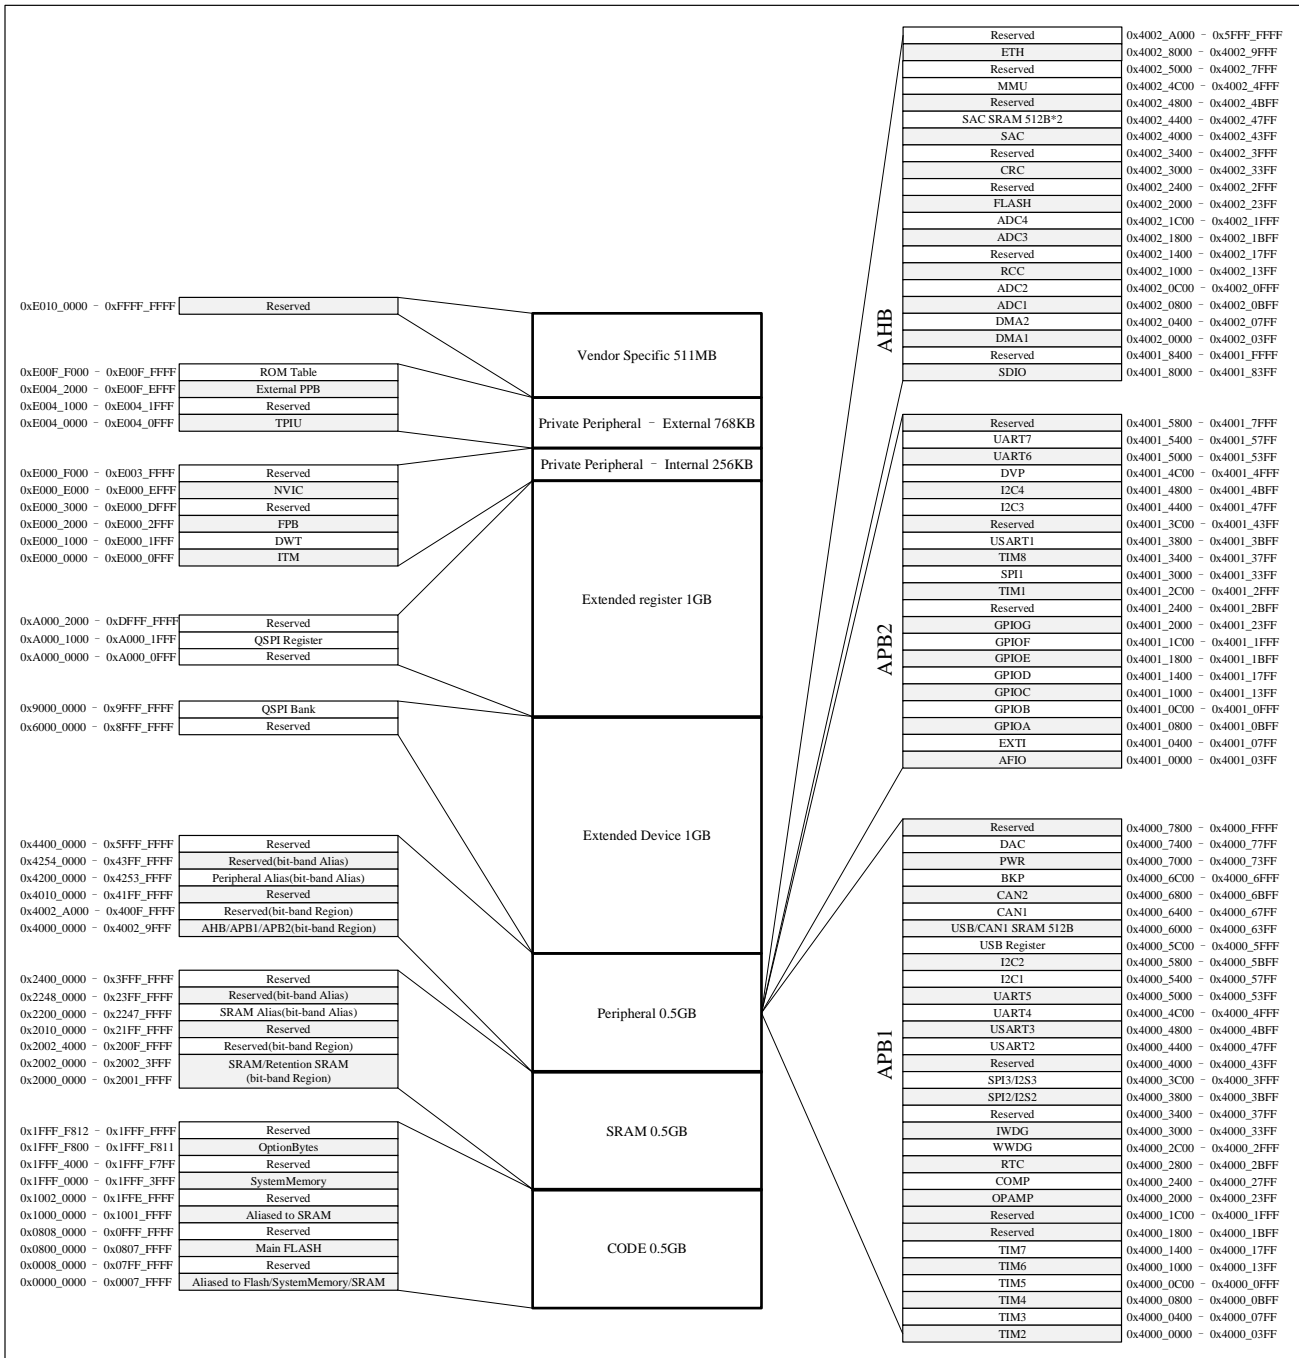 0xE010_0000 - 0xFFFF_FFFF Reserved
0xE00F_F000 - 0xE00F_FFFF ROM Table
0xE004_2000 - 0xE00F_EFFF External PPB
0xE004_1000 - 0xE004_1FFF Reserved
0xE004_0000 - 0xE004_0FFF TPIU
0xE000_F000 - 0xE003_FFFF Reserved
0xE000_E000 - 0xE000_EFFF NVIC
0xE000_3000 - 0xE000_DFFF Reserved
0xE000_2000 - 0xE000_2FFF FPB
0xE000_1000 - 0xE000_1FFF DWT
0xE000_0000 - 0xE000_0FFF ITM
0xA000_2000 - 0xDFFF_FFFF Reserved
0xA000_1000 - 0xA000_1FFF QSPI Register
0xA000_0000 - 0xA000_0FFF Reserved
0x9000_0000 - 0x9FFF_FFFF QSPI Bank
0x6000_0000 - 0x8FFF_FFFF Reserved
0x4400_0000 - 0x5FFF_FFFF Reserved
0x4254_0000 - 0x43FF_FFFF Reserved(bit-band Alias)
0x4200_0000 - 0x4253_FFFF Peripheral Alias(bit-band Alias)
0x4010_0000 - 0x41FF_FFFF Reserved
0x4002_A000 - 0x400F_FFFF Reserved(bit-band Region)
0x4000_0000 - 0x4002_9FFF AHB/APB1/APB2(bit-band Region)
0x2400_0000 - 0x3FFF_FFFF Reserved
0x2248_0000 - 0x23FF_FFFF Reserved(bit-band Alias)
0x2200_0000 - 0x2247_FFFF SRAM Alias(bit-band Alias)
0x2010_0000 - 0x21FF_FFFF Reserved
0x2002_4000 - 0x200F_FFFF Reserved(bit-band Region)
0x2002_0000 - 0x2002_3FFF SRAM/Retention SRAM
0x2000_0000 - 0x2001_FFFF (bit-band Region)
0x1FFF_F812 - 0x1FFF_FFFF Reserved
0x1FFF_F800 - 0x1FFF_F811 OptionBytes
0x1FFF_4000 - 0x1FFF_F7FF Reserved
0x1FFF_0000 - 0x1FFF_3FFF SystemMemory
0x1002_0000 - 0x1FFE_FFFF Reserved
0x1000_0000 - 0x1001_FFFF Aliased to SRAM
0x0808_0000 - 0x0FFF_FFFF Reserved
0x0800_0000 - 0x0807_FFFF Main FLASH
0x0008_0000 - 0x07FF_FFFF Reserved
0x0000_0000 - 0x0007_FFFF Aliased to Flash/SystemMemory/SRAM
Vendor Specific 511MB
Private Peripheral - External 768KB
Private Peripheral - Internal 256KB
Extended register 1GB
Extended Device 1GB
Peripheral 0.5GB
SRAM 0.5GB
CODE 0.5GB
AHB
Reserved 0x4002_A000 - 0x5FFF_FFFF
ETH 0x4002_8000 - 0x4002_9FFF
Reserved 0x4002_5000 - 0x4002_7FFF
MMU 0x4002_4C00 - 0x4002_4FFF
Reserved 0x4002_4800 - 0x4002_4BFF
SAC SRAM 512B*2 0x4002_4400 - 0x4002_47FF
SAC 0x4002_4000 - 0x4002_43FF
Reserved 0x4002_3400 - 0x4002_3FFF
CRC 0x4002_3000 - 0x4002_33FF
Reserved 0x4002_2400 - 0x4002_2FFF
FLASH 0x4002_2000 - 0x4002_23FF
ADC4 0x4002_1C00 - 0x4002_1FFF
ADC3 0x4002_1800 - 0x4002_1BFF
Reserved 0x4002_1400 - 0x4002_17FF
RCC 0x4002_1000 - 0x4002_13FF
ADC2 0x4002_0C00 - 0x4002_0FFF
ADC1 0x4002_0800 - 0x4002_0BFF
DMA2 0x4002_0400 - 0x4002_07FF
DMA1 0x4002_0000 - 0x4002_03FF
Reserved 0x4001_8400 - 0x4001_FFFF
SDIO 0x4001_8000 - 0x4001_83FF
APB2
Reserved 0x4001_5800 - 0x4001_7FFF
UART7 0x4001_5400 - 0x4001_57FF
UART6 0x4001_5000 - 0x4001_53FF
DVP 0x4001_4C00 - 0x4001_4FFF
I2C4 0x4001_4800 - 0x4001_4BFF
I2C3 0x4001_4400 - 0x4001_47FF
Reserved 0x4001_3C00 - 0x4001_43FF
USART1 0x4001_3800 - 0x4001_3BFF
TIM8 0x4001_3400 - 0x4001_37FF
SPI1 0x4001_3000 - 0x4001_33FF
TIM1 0x4001_2C00 - 0x4001_2FFF
Reserved 0x4001_2400 - 0x4001_2BFF
GPIOG 0x4001_2000 - 0x4001_23FF
GPIOF 0x4001_1C00 - 0x4001_1FFF
GPIOE 0x4001_1800 - 0x4001_1BFF
GPIOD 0x4001_1400 - 0x4001_17FF
GPIOC 0x4001_1000 - 0x4001_13FF
GPIOB 0x4001_0C00 - 0x4001_0FFF
GPIOA 0x4001_0800 - 0x4001_0BFF
EXTI 0x4001_0400 - 0x4001_07FF
AFIO 0x4001_0000 - 0x4001_03FF
APB1
Reserved 0x4000_7800 - 0x4000_FFFF
DAC 0x4000_7400 - 0x4000_77FF
PWR 0x4000_7000 - 0x4000_73FF
BKP 0x4000_6C00 - 0x4000_6FFF
CAN2 0x4000_6800 - 0x4000_6BFF
CAN1 0x4000_6400 - 0x4000_67FF
USB/CAN1 SRAM 512B 0x4000_6000 - 0x4000_63FF
USB Register 0x4000_5C00 - 0x4000_5FFF
I2C2 0x4000_5800 - 0x4000_5BFF
I2C1 0x4000_5400 - 0x4000_57FF
UART5 0x4000_5000 - 0x4000_53FF
UART4 0x4000_4C00 - 0x4000_4FFF
USART3 0x4000_4800 - 0x4000_4BFF
USART2 0x4000_4400 - 0x4000_47FF
Reserved 0x4000_4000 - 0x4000_43FF
SPI3/I2S3 0x4000_3C00 - 0x4000_3FFF
SPI2/I2S2 0x4000_3800 - 0x4000_3BFF
Reserved 0x4000_3400 - 0x4000_37FF
IWDG 0x4000_3000 - 0x4000_33FF
WWDG 0x4000_2C00 - 0x4000_2FFF
RTC 0x4000_2800 - 0x4000_2BFF
COMP 0x4000_2400 - 0x4000_27FF
OPAMP 0x4000_2000 - 0x4000_23FF
Reserved 0x4000_1C00 - 0x4000_1FFF
Reserved 0x4000_1800 - 0x4000_1BFF
TIM7 0x4000_1400 - 0x4000_17FF
TIM6 0x4000_1000 - 0x4000_13FF
TIM5 0x4000_0C00 - 0x4000_0FFF
TIM4 0x4000_0800 - 0x4000_0BFF
TIM3 0x4000_0400 - 0x4000_07FF
TIM2 0x4000_0000 - 0x4000_03FF